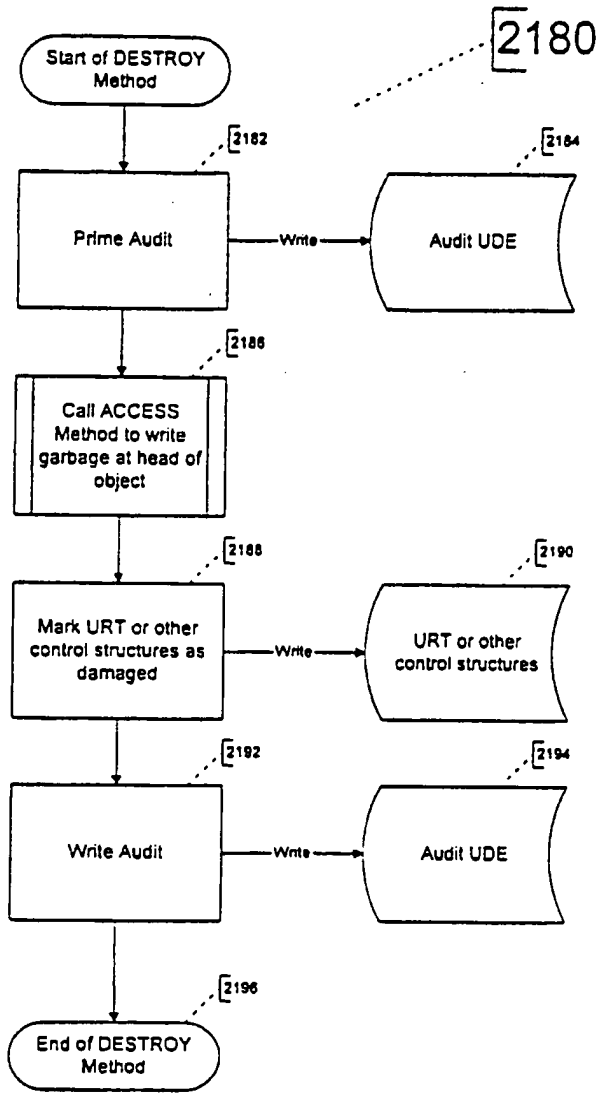 2180
Start of DESTROY
Method
2182
2184
Prime Audit
Write
Audit UDE
2186
Call ACCESS
Method to write
garbage at head of
object
2188
2190
Mark URT or other
control structures as
damaged
Write
URT or other
control structures
2192
2194
Write Audit
Write
Audit UDE
2196
End of DESTROY
Method